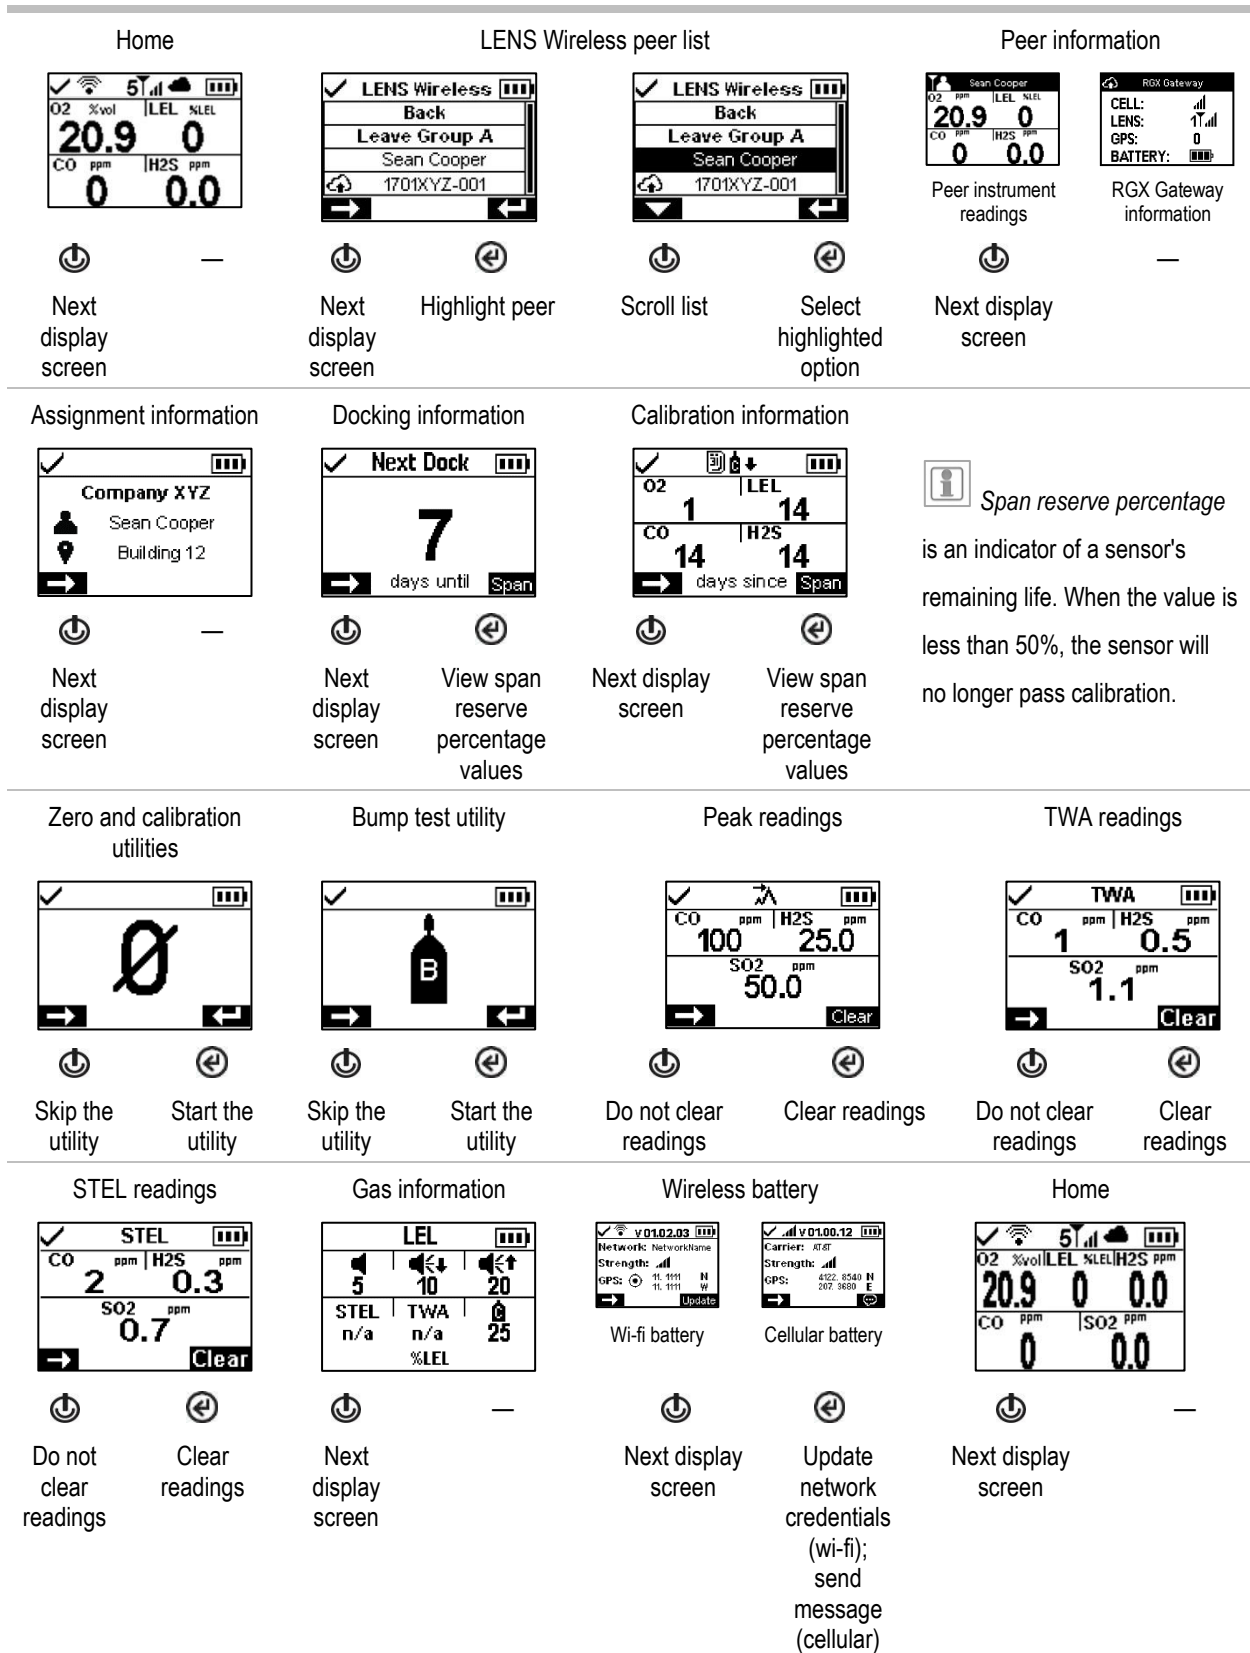 Home
LENS Wireless peer list
Peer information
5
O2 %vol LEL %LEL
20.9 0
CO ppm H2S ppm
0 0.0
LENS Wireless
Back
Leave Group A
Sean Cooper
1701XYZ-001
LENS Wireless
Back
Leave Group A
Sean Cooper
1701XYZ-001
Sean Cooper
O2 ppm LEL %LEL
20.9 0
CO ppm H2S ppm
0 0.0
RGX Gateway
CELL:
LENS: 1
GPS: 0
BATTERY:
Peer instrument
readings
RGX Gateway
information
—
—
Next
display
screen
Next
display
screen
Highlight peer
Scroll list
Select
highlighted
option
Next display
screen
Assignment information
Docking information
Calibration information
Company XYZ
Sean Cooper
Building 12
Next Dock
7
days until Span
31 C
O2 LEL
1 14
CO H2S
14 14
days since Span
Span reserve percentage
is an indicator of a sensor's
remaining life. When the value is
less than 50%, the sensor will
no longer pass calibration.
—
Next
display
screen
Next
display
screen
View span
reserve
percentage
values
Next display
screen
View span
reserve
percentage
values
Zero and calibration
utilities
Bump test utility
Peak readings
TWA readings
0
B
CO ppm H2S ppm
100 25.0
SO2 ppm
50.0
Clear
TWA
CO ppm H2S ppm
1 0.5
SO2 ppm
1.1
Clear
Skip the
utility
Start the
utility
Skip the
utility
Start the
utility
Do not clear
readings
Clear readings
Do not clear
readings
Clear
readings
STEL readings
Gas information
Wireless battery
Home
STEL
CO ppm H2S ppm
2 0.3
SO2 ppm
0.7
Clear
LEL
5 10 20
STEL TWA C
n/a n/a 25
%LEL
V01.02.03
Network: NetworkName
Strength:
GPS: 11. 1111 N
11. 1111 W
Update
V01.00.12
Carrier: AT&T
Strength:
GPS: 4122. 8540 N
207. 3680 E
Wi-fi battery
Cellular battery
5
O2 %vol LEL %LEL H2S ppm
20.9 0 0.0
CO ppm SO2 ppm
0 0.0
—
—
Do not
clear
readings
Clear
readings
Next
display
screen
Next display
screen
Update
network
credentials
(wi-fi);
send
message
(cellular)
Next display
screen